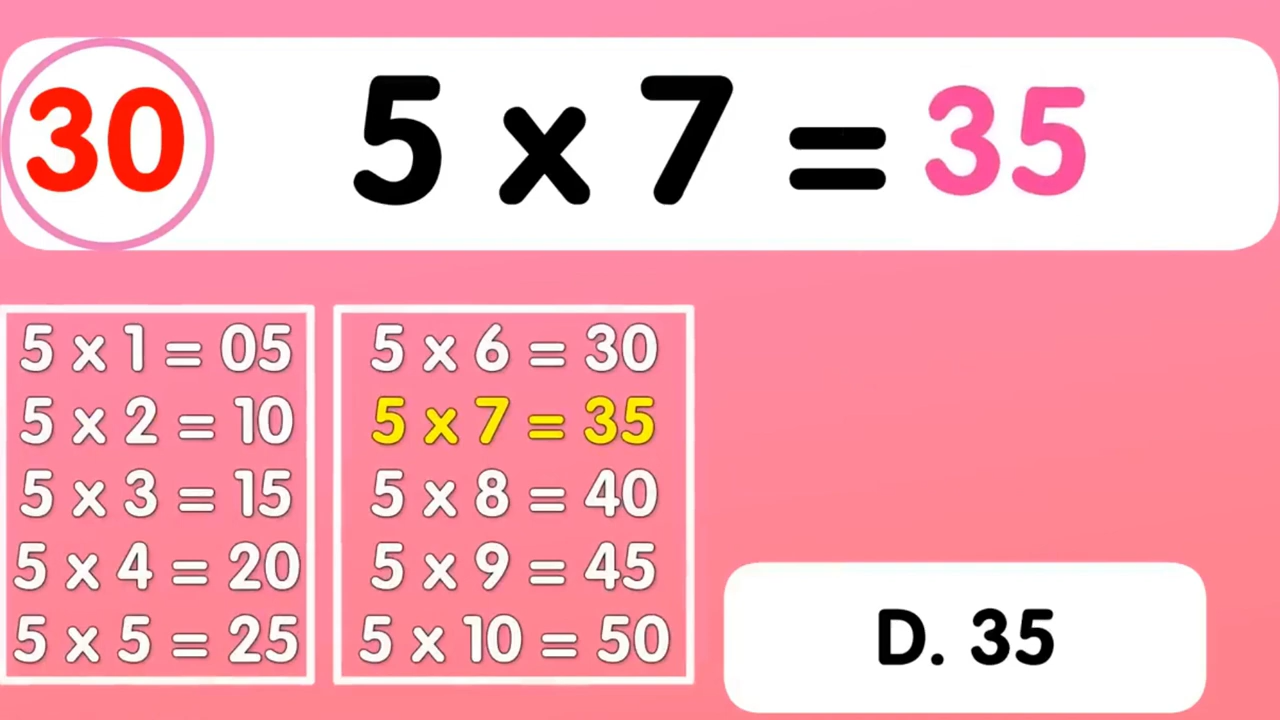 30
5 x 7 = 35
5 x 1 = 05
5 x 2 = 10
5 x 3 = 15
5 x 4 = 20
5 x 5 = 25
5 x 6 = 30
5 x 7 = 35
5 x 8 = 40
5 x 9 = 45
5 x 10 = 50
D. 35